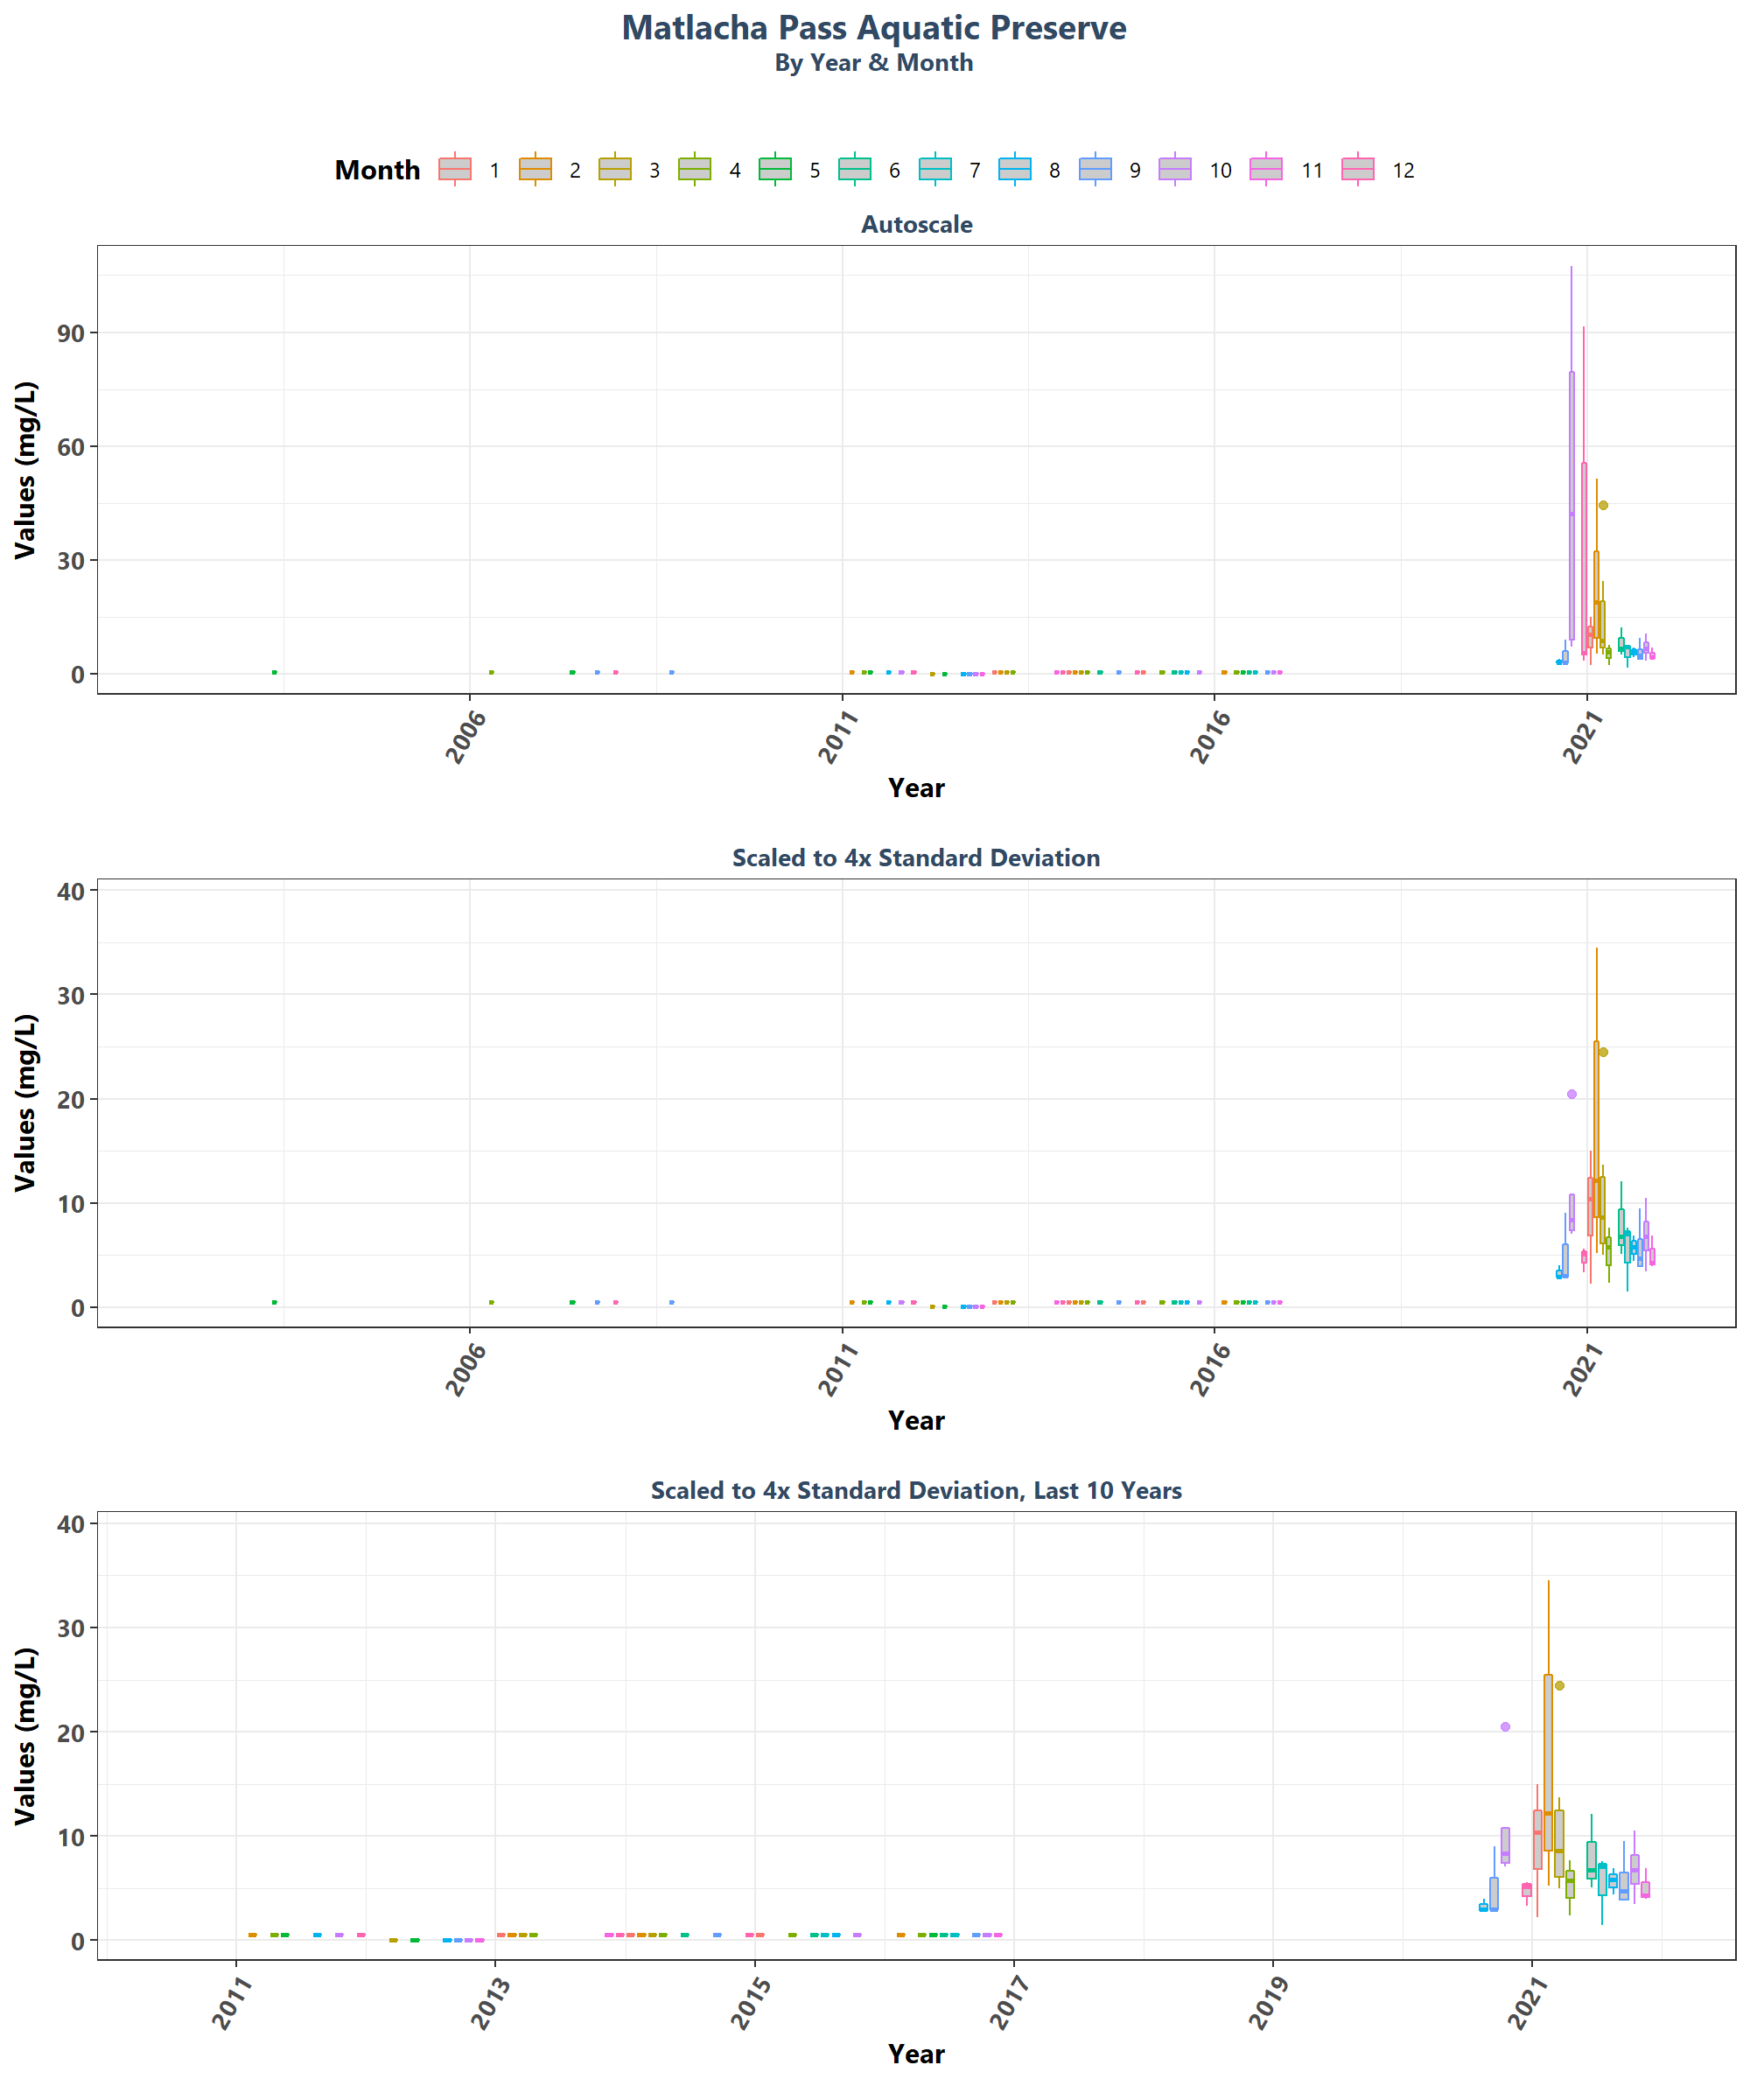 Matlacha Pass Aquatic Preserve
By Year & Month
Month 1 2 3 4 5 6 7 8 9 10 11 12
Autoscale
Values (mg/L)
90
60
30
0
2006 2011 2016 2021
Year
Scaled to 4x Standard Deviation
Values (mg/L)
40
30
20
10
0
2006 2011 2016 2021
Year
Scaled to 4x Standard Deviation, Last 10 Years
Values (mg/L)
40
30
20
10
0
2011 2013 2015 2017 2019 2021
Year